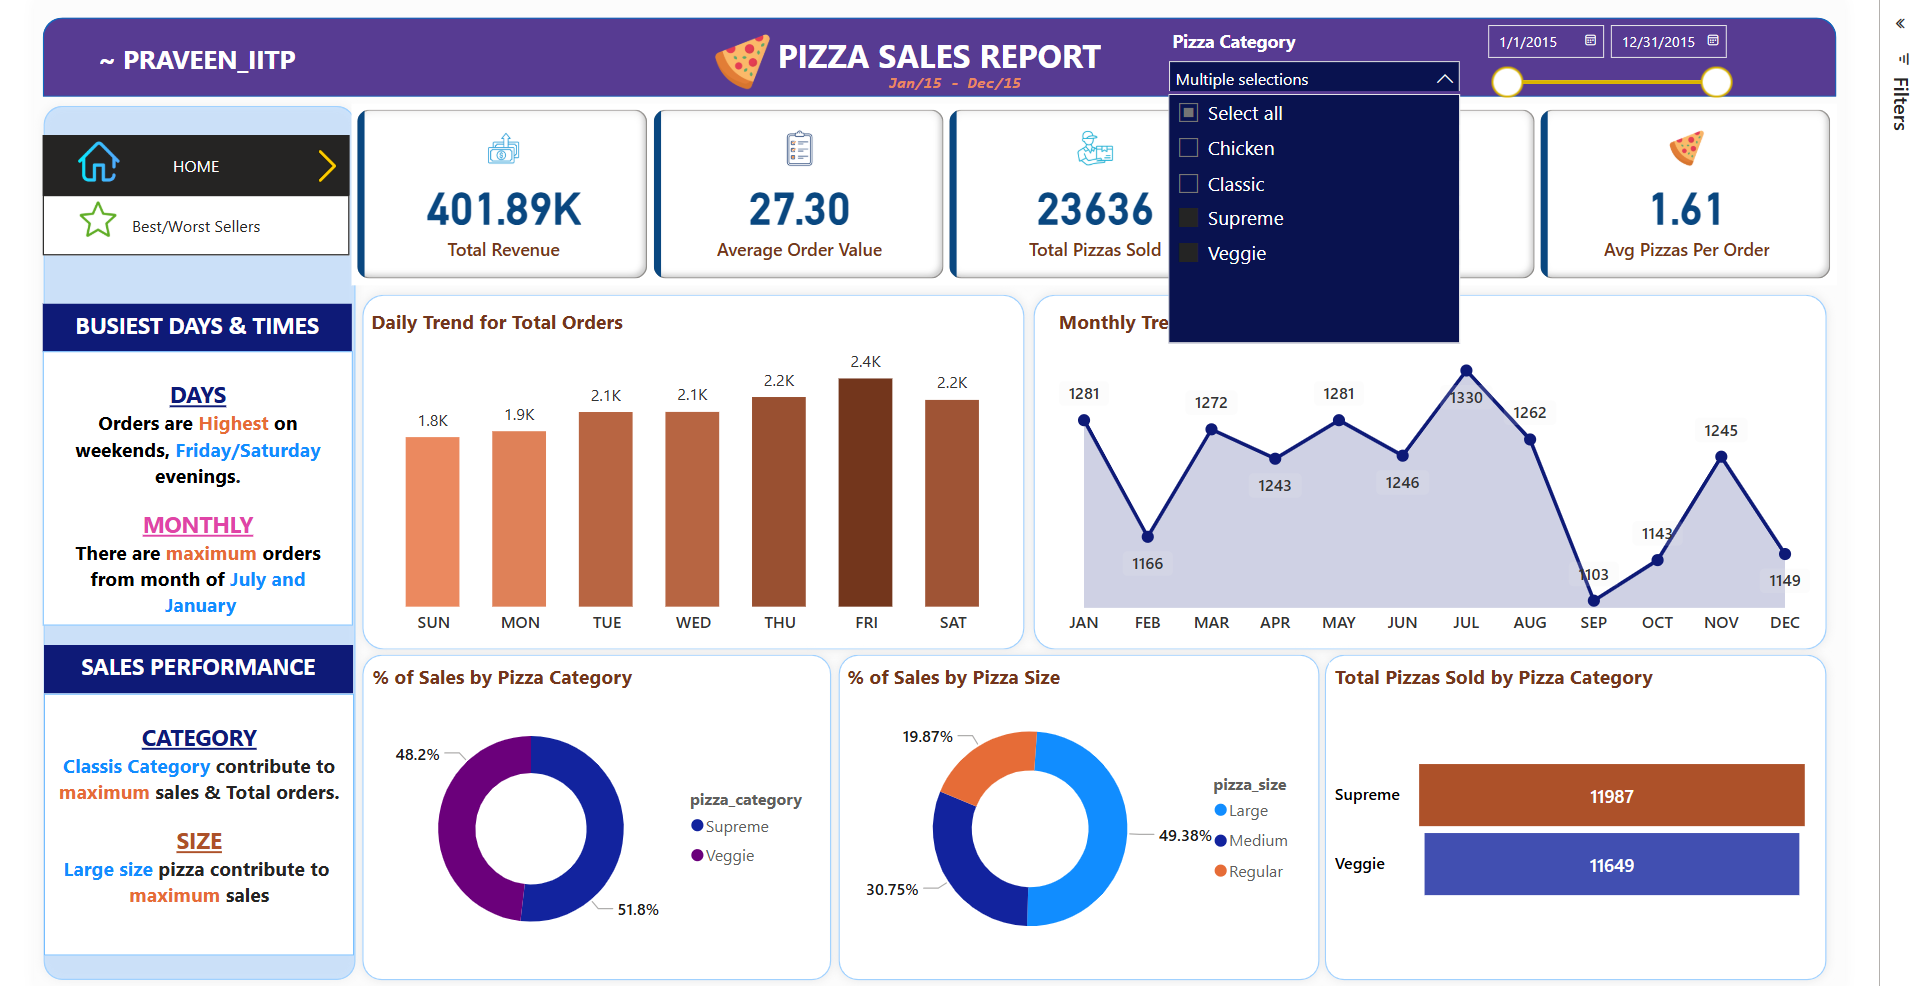 ~ PRAVEEN_IITP
PIZZA SALES REPORT
Jan/15 - Dec/15
Pizza Category
Multiple selections
Select all
Chicken
Classic
Supreme
Veggie
1/1/2015
12/31/2015
Filters
HOME
Best/Worst Sellers
401.89K
Total Revenue
27.30
Average Order Value
23636
Total Pizzas Sold
1.61
Avg Pizzas Per Order
BUSIEST DAYS & TIMES
DAYS
Orders are Highest on
weekends, Friday/Saturday
evenings.
MONTHLY
There are maximum orders
from month of July and
January
SALES PERFORMANCE
CATEGORY
Classis Category contribute to
maximum sales & Total orders.
SIZE
Large size pizza contribute to
maximum sales
Daily Trend for Total Orders
1.8K
1.9K
2.1K
2.1K
2.2K
2.4K
2.2K
SUN MON TUE WED THU FRI SAT
Monthly Tre
1281
1166
1272
1243
1281
1246
1330
1262
1103
1143
1245
1149
JAN FEB MAR APR MAY JUN JUL AUG SEP OCT NOV DEC
% of Sales by Pizza Category
48.2%
51.8%
pizza_category
Supreme
Veggie
% of Sales by Pizza Size
19.87%
30.75%
49.38%
pizza_size
Large
Medium
Regular
Total Pizzas Sold by Pizza Category
Supreme 11987
Veggie 11649